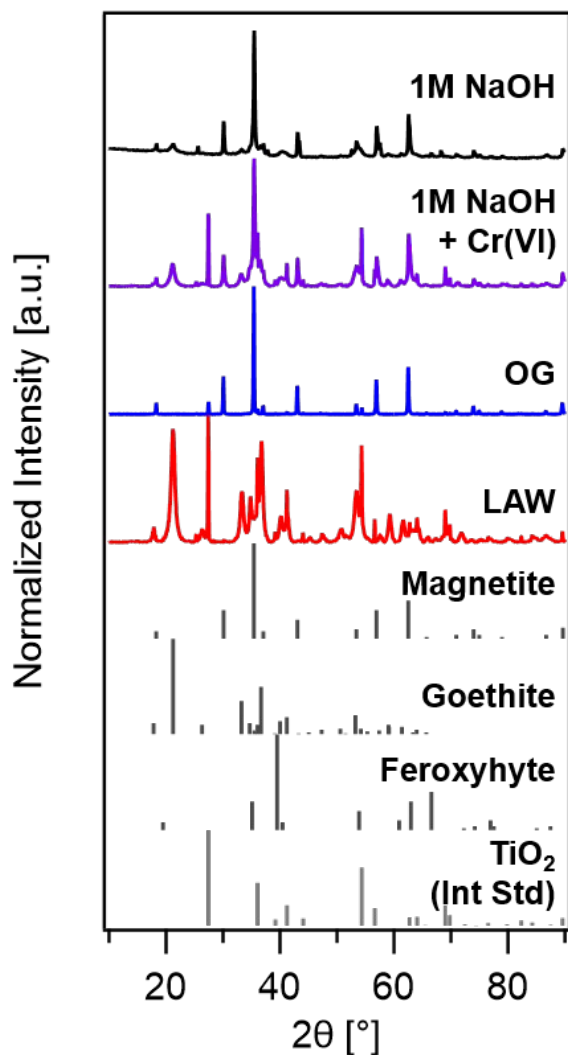 1M NaOH
1M NaOH
+ Cr(VI)
OG
LAW
Magnetite
Goethite
Feroxyhyte
TiO₂
(Int Std)
Normalized Intensity [a.u.]
20 40 60 80
2θ [°]